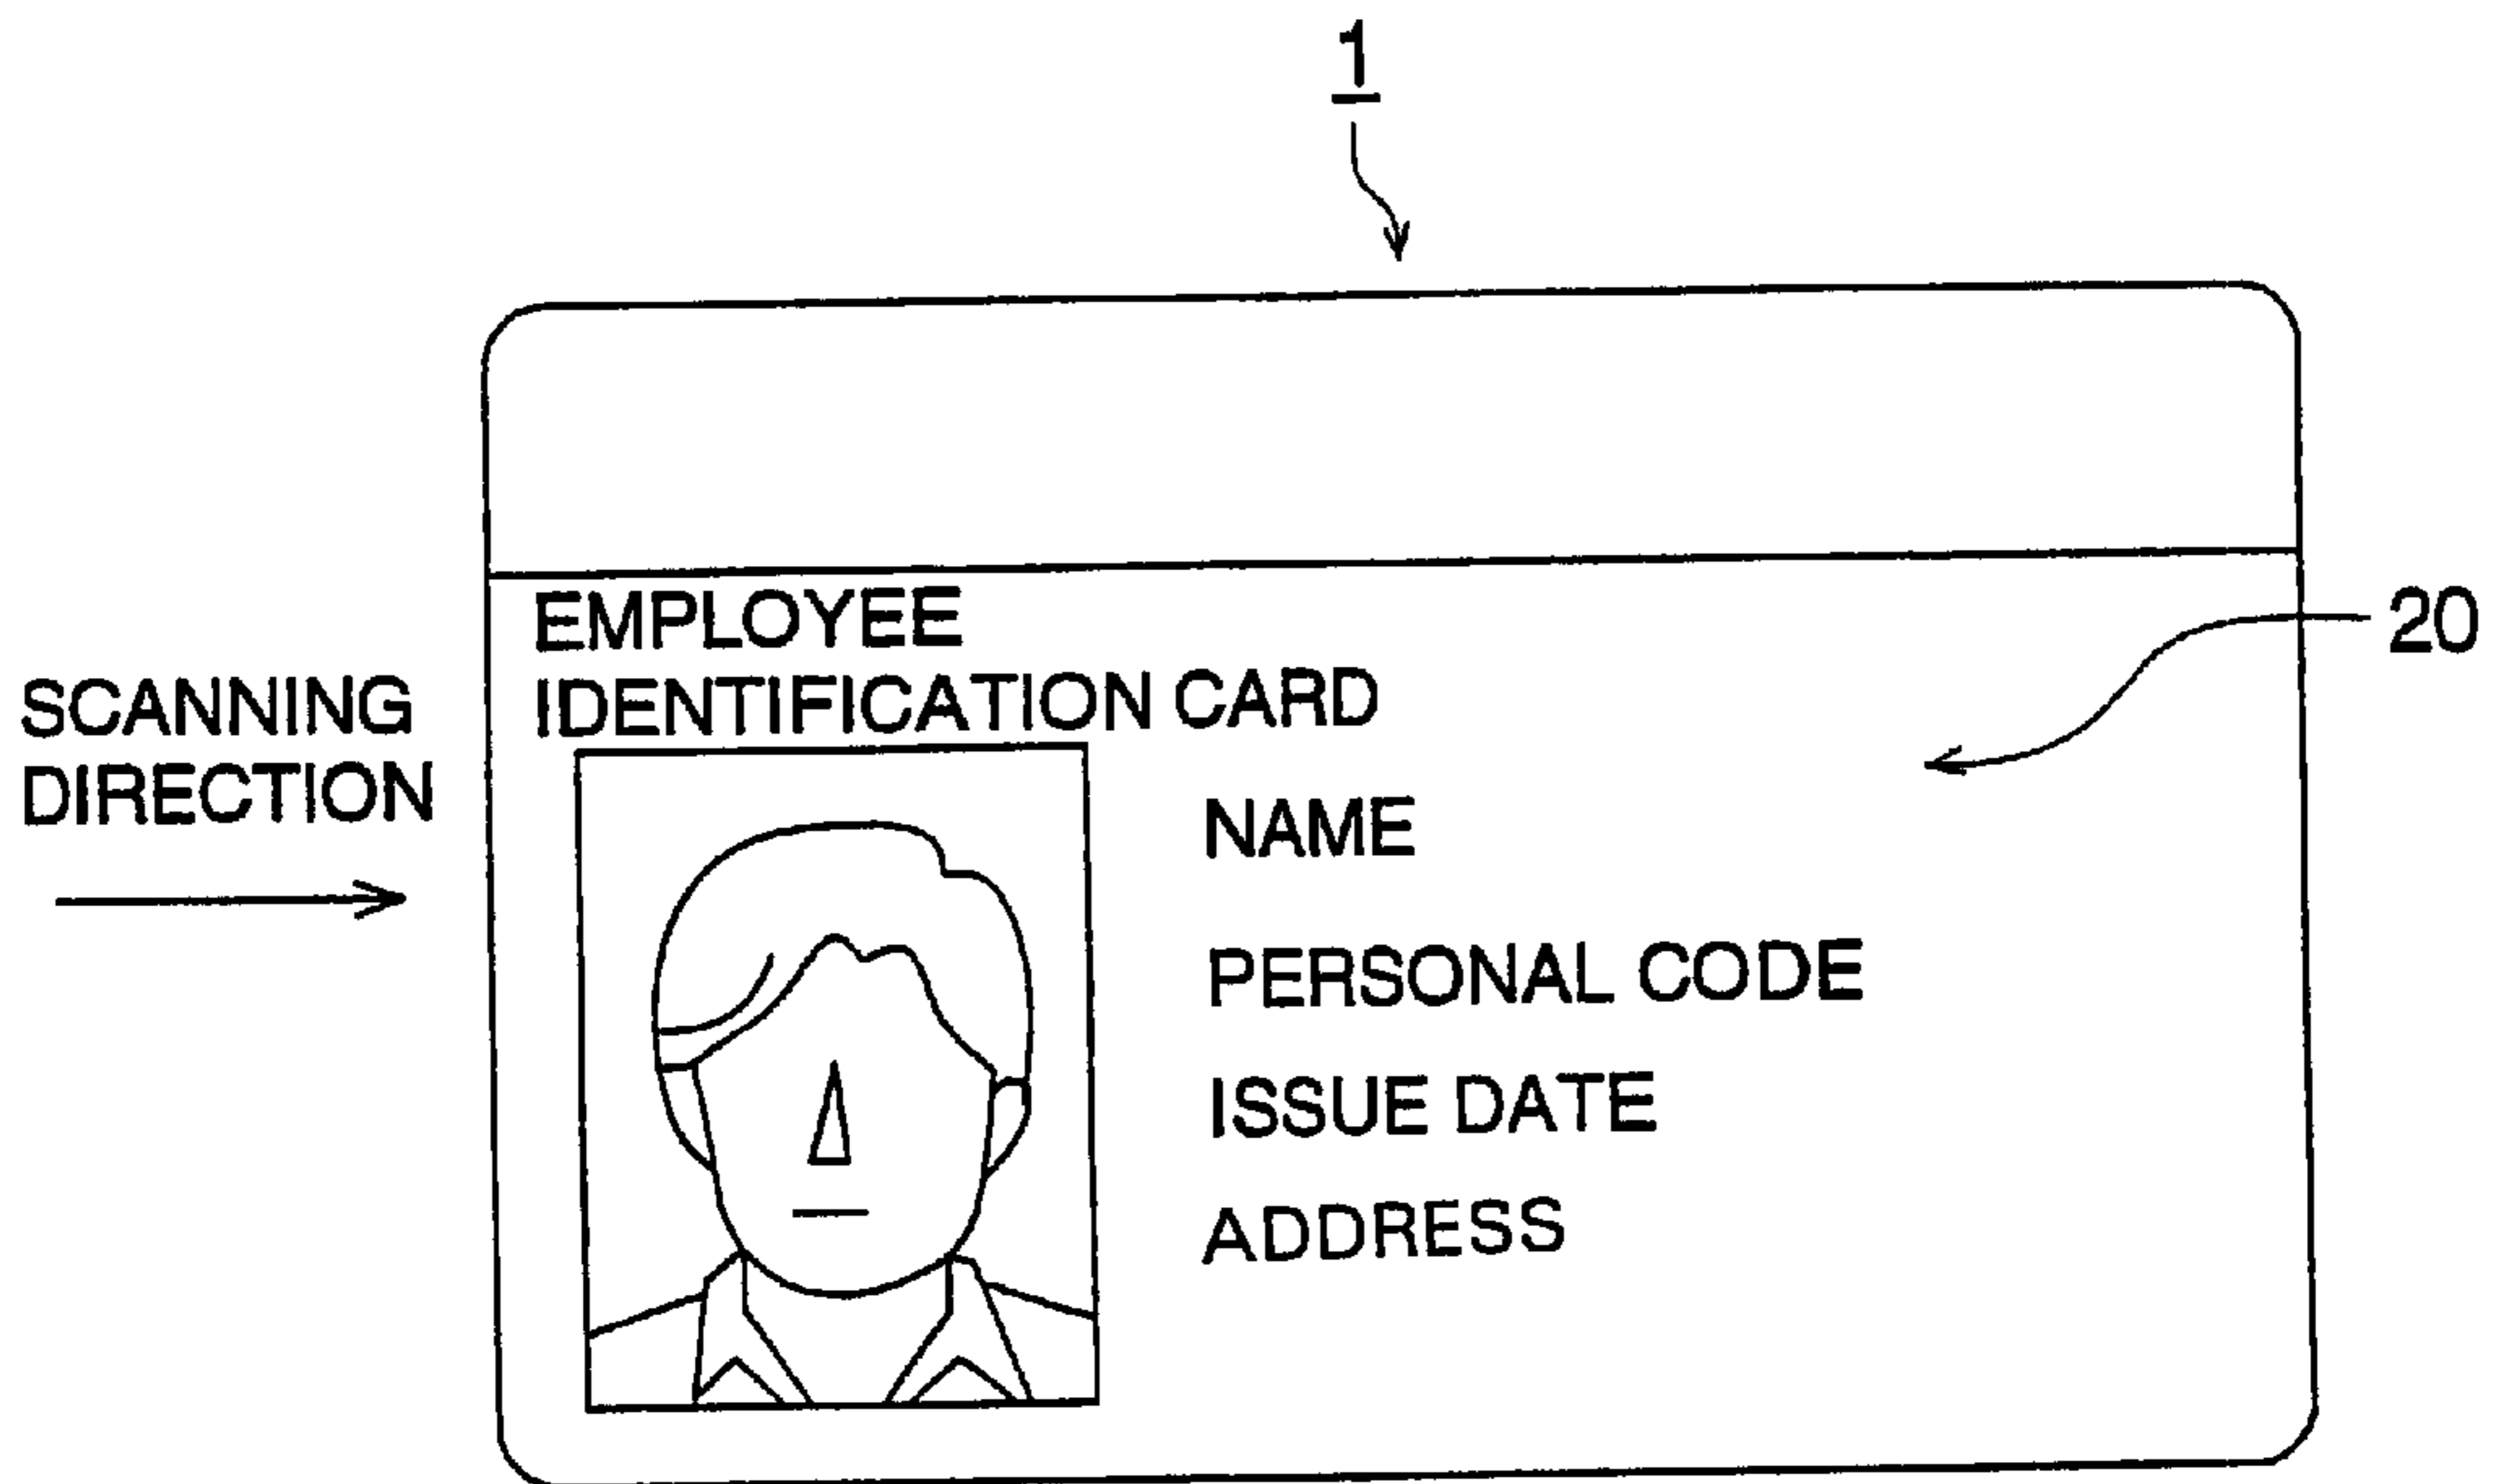 1
EMPLOYEE
IDENTIFICATION CARD
20
SCANNING
DIRECTION
NAME
PERSONAL CODE
ISSUE DATE
ADDRESS